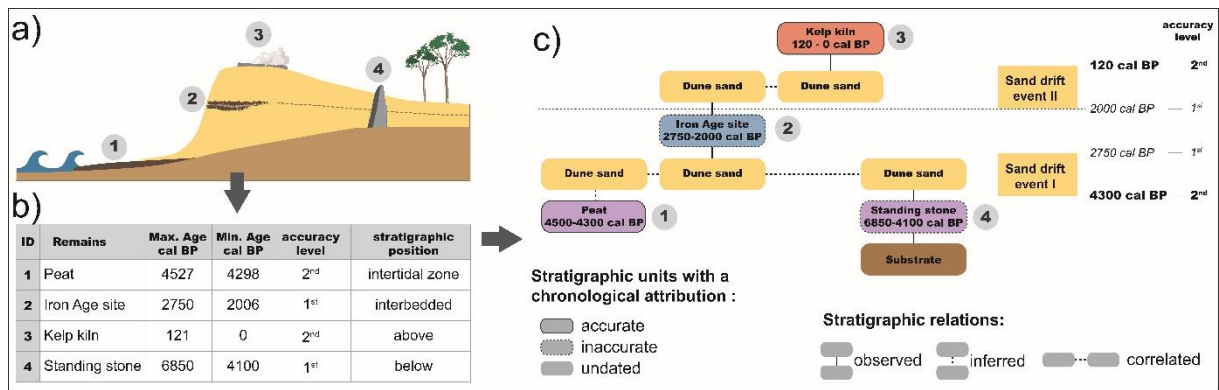 a)
3
2
4
1
b)
ID Remains Max. Age cal BP Min. Age cal BP accuracy level stratigraphic position
1 Peat 4527 4298 2nd intertidal zone
2 Iron Age site 2750 2006 1st interbedded
3 Kelp kiln 121 0 2nd above
4 Standing stone 6850 4100 1st below
c)
Kelp kiln
120 - 0 cal BP
3
Dune sand
Dune sand
Iron Age site
2750-2000 cal BP
2
Dune sand
Dune sand
Dune sand
Peat
4500-4300 cal BP
1
Standing stone
6850-4100 cal BP
4
Substrate
accuracy
level
120 cal BP — 2nd
Sand drift
event II
2000 cal BP — 1st
2750 cal BP — 1st
Sand drift
event I
4300 cal BP — 2nd
Stratigraphic units with a
chronological attribution :
accurate
inaccurate
undated
Stratigraphic relations:
observed
inferred
correlated